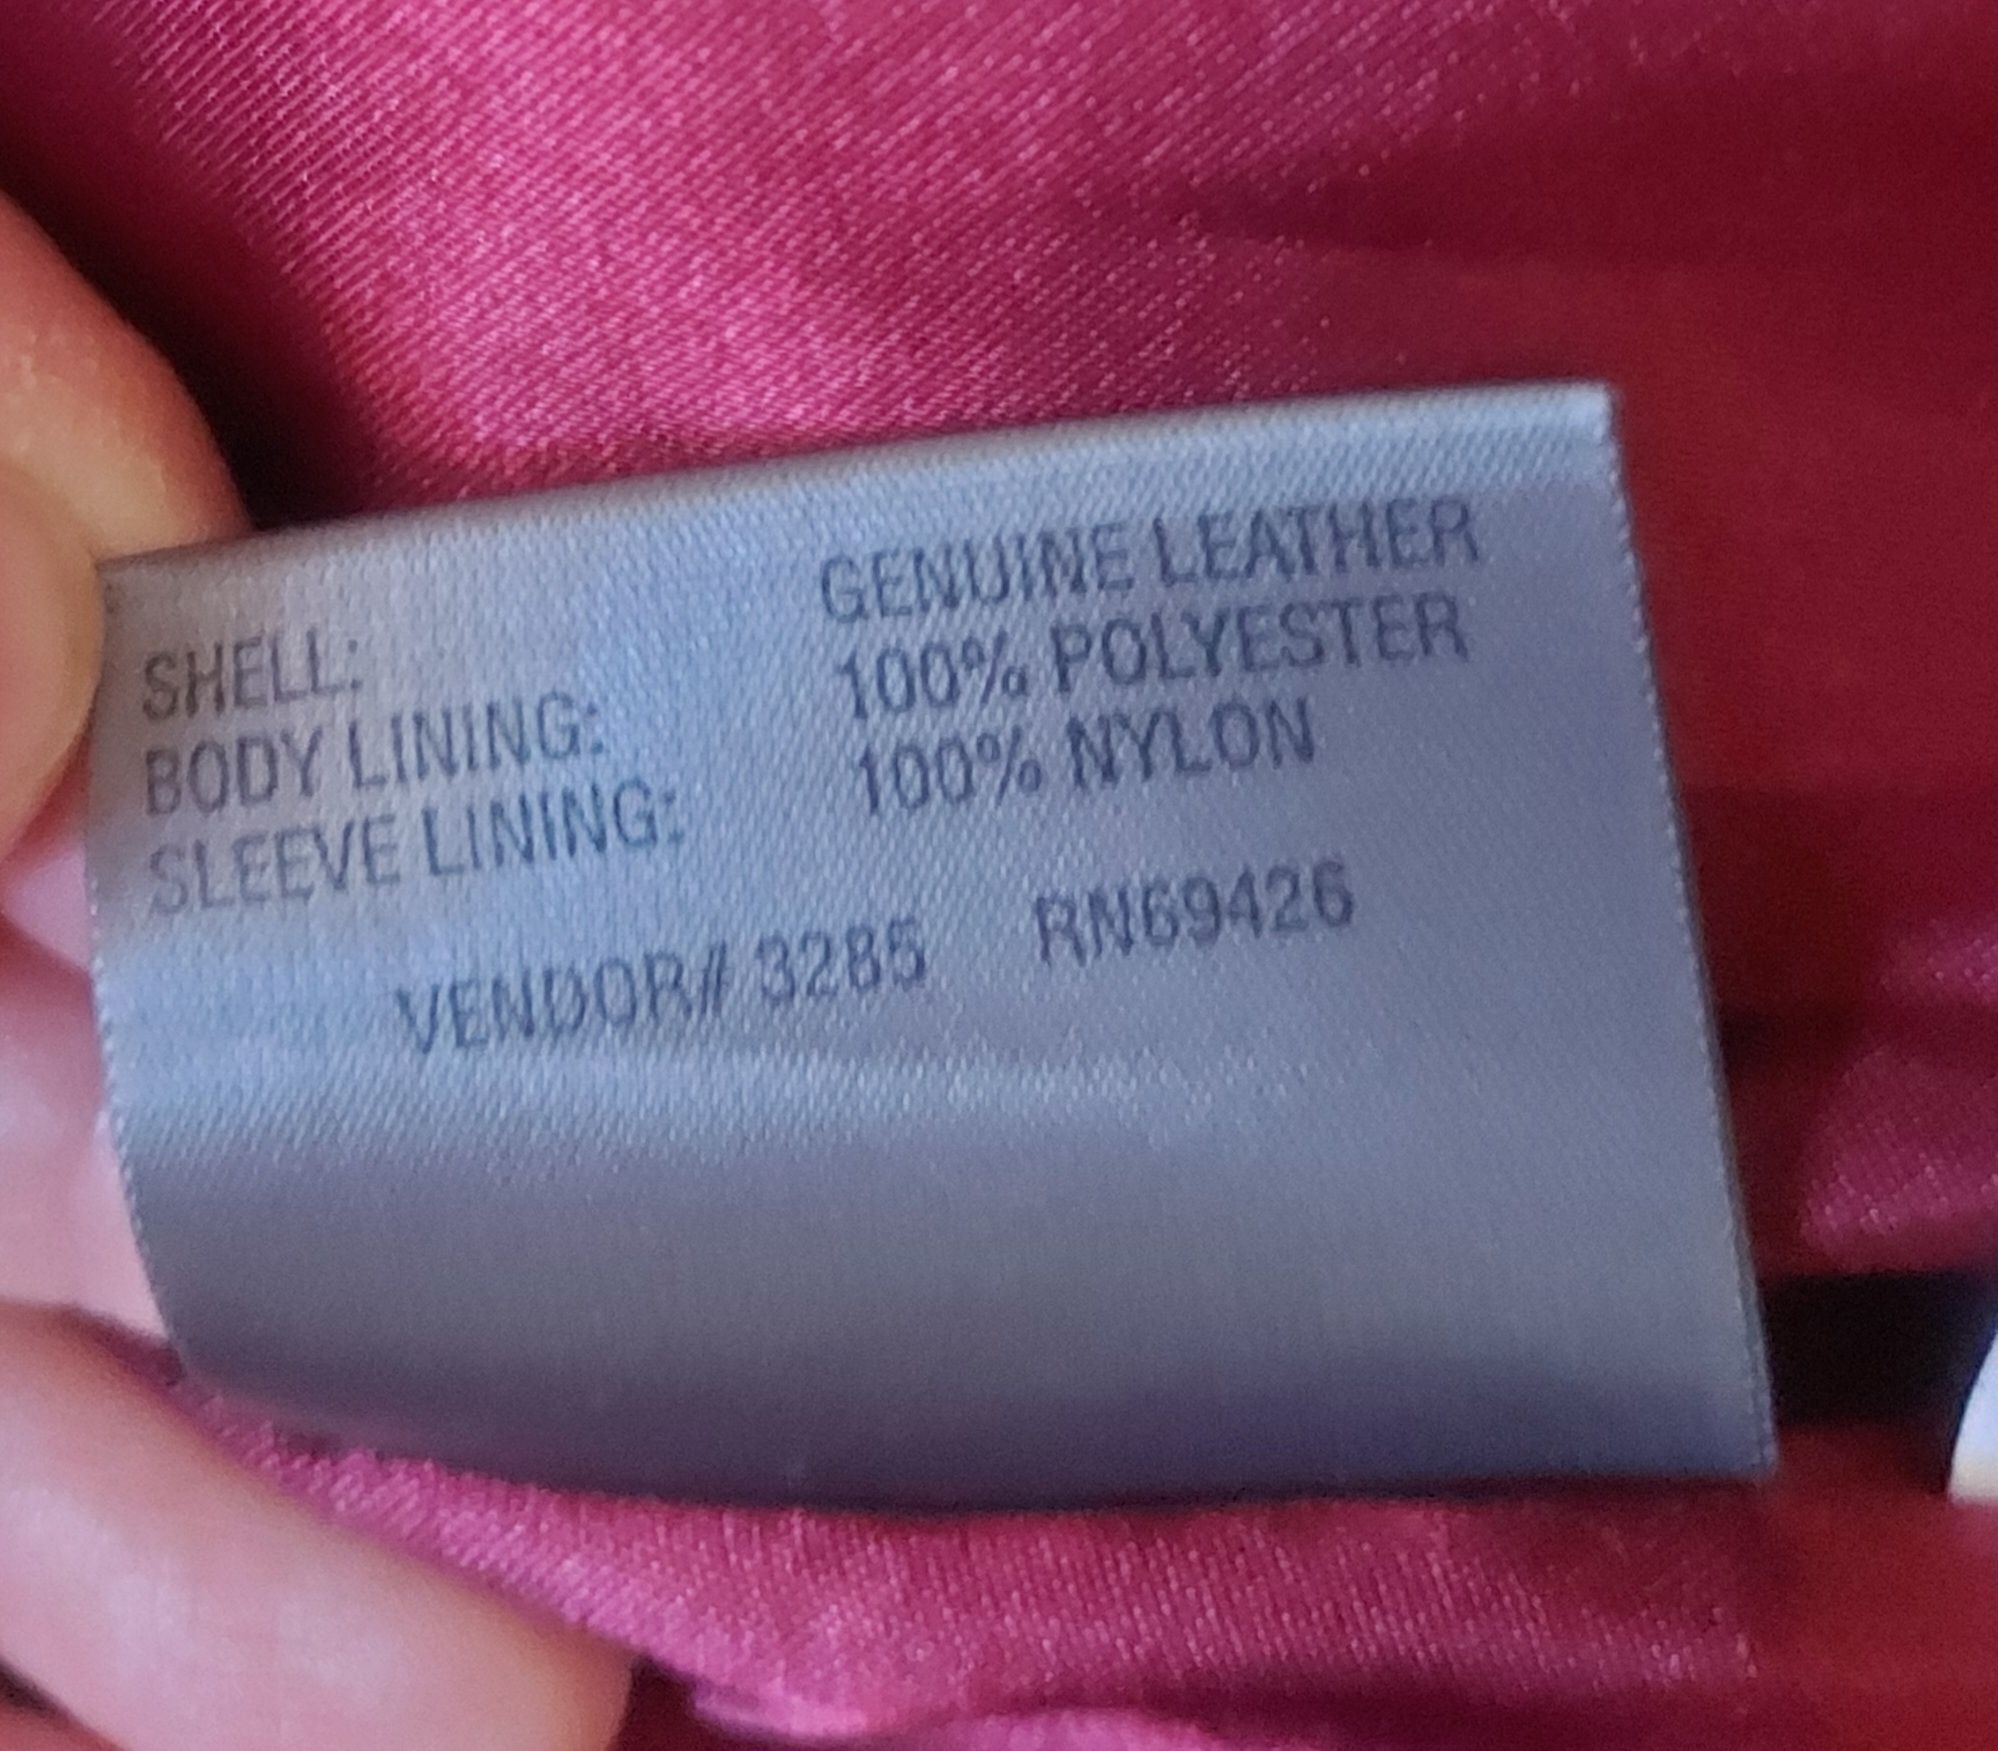 SHELL: GENUINE LEATHER
BODY LINING: 100% POLYESTER
SLEEVE LINING: 100% NYLON
VENDOR# 3285 RN69426